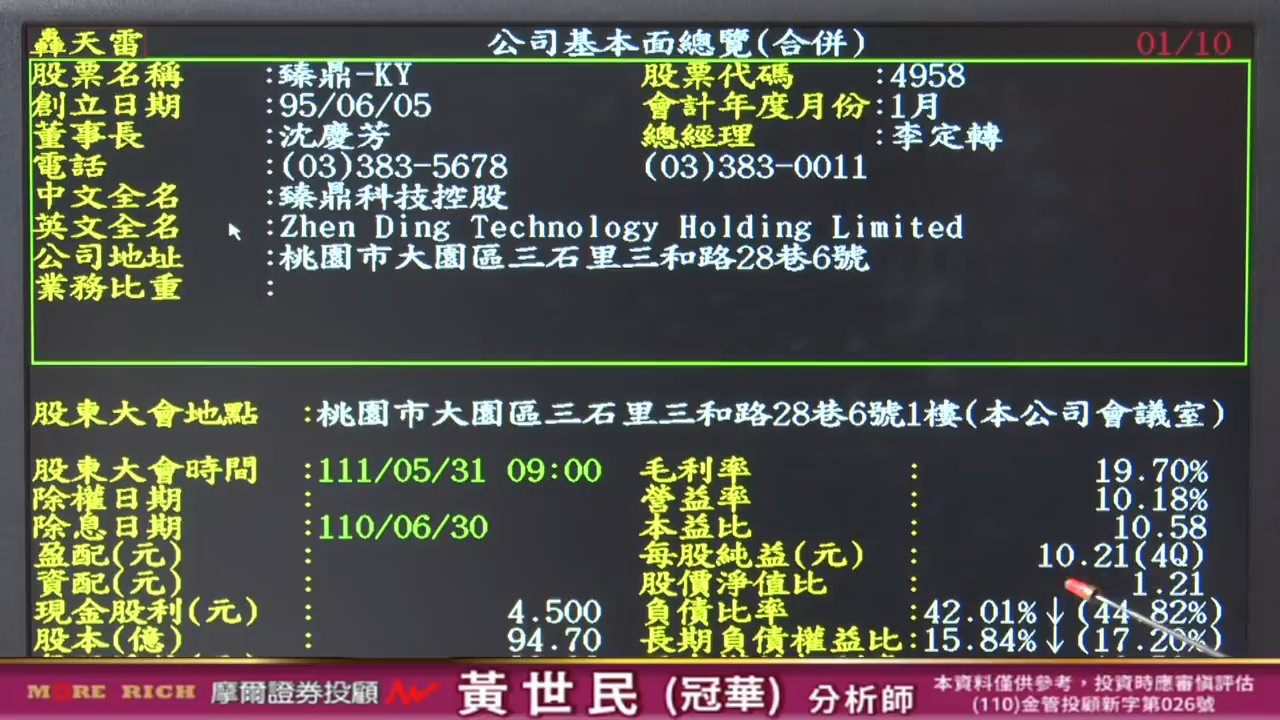 轟天雷 公司基本面總覽(合併) 01/10
股票名稱 :臻鼎-KY 股票代碼 :4958
創立日期 :95/06/05 會計年度月份:1月
董事長 :沈慶芳 總經理 :李定轉
電話 :(03)383-5678 (03)383-0011
中文全名 :臻鼎科技控股
英文全名 :Zhen Ding Technology Holding Limited
公司地址 :桃園市大園區三石里三和路28巷6號
業務比重 :
股東大會地點 :桃園市大園區三石里三和路28巷6號1樓(本公司會議室)
股東大會時間 :111/05/31 09:00 毛利率 : 19.70%
除權日期 : 營益率 : 10.18%
除息日期 :110/06/30 本益比 : 10.58
盈配(元) : 每股純益(元) : 10.21(4Q)
資配(元) : 股價淨值比 : 1.21
現金股利(元) : 4.500 負債比率 :42.01%↓(44.82%)
股本(億) : 94.70 長期負債權益比:15.84%↓(17.20%)
MORE RICH 摩爾證券投顧 黃世民(冠華) 分析師 本資料僅供參考,投資時應審慎評估
(110)金管投顧新字第026號